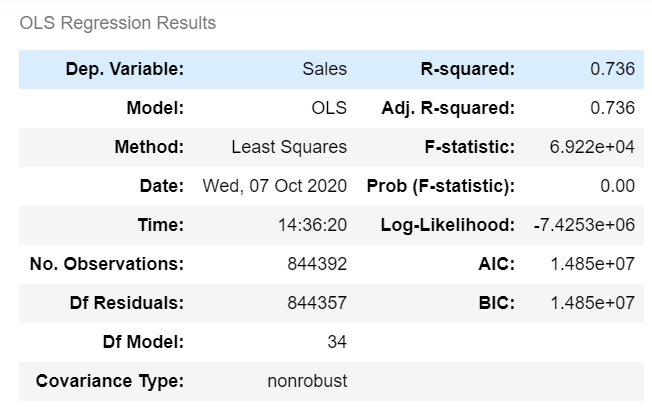 OLS Regression Results
Dep. Variable: Sales R-squared: 0.736
Model: OLS Adj. R-squared: 0.736
Method: Least Squares F-statistic: 6.922e+04
Date: Wed, 07 Oct 2020 Prob (F-statistic): 0.00
Time: 14:36:20 Log-Likelihood: -7.4253e+06
No. Observations: 844392 AIC: 1.485e+07
Df Residuals: 844357 BIC: 1.485e+07
Df Model: 34
Covariance Type: nonrobust